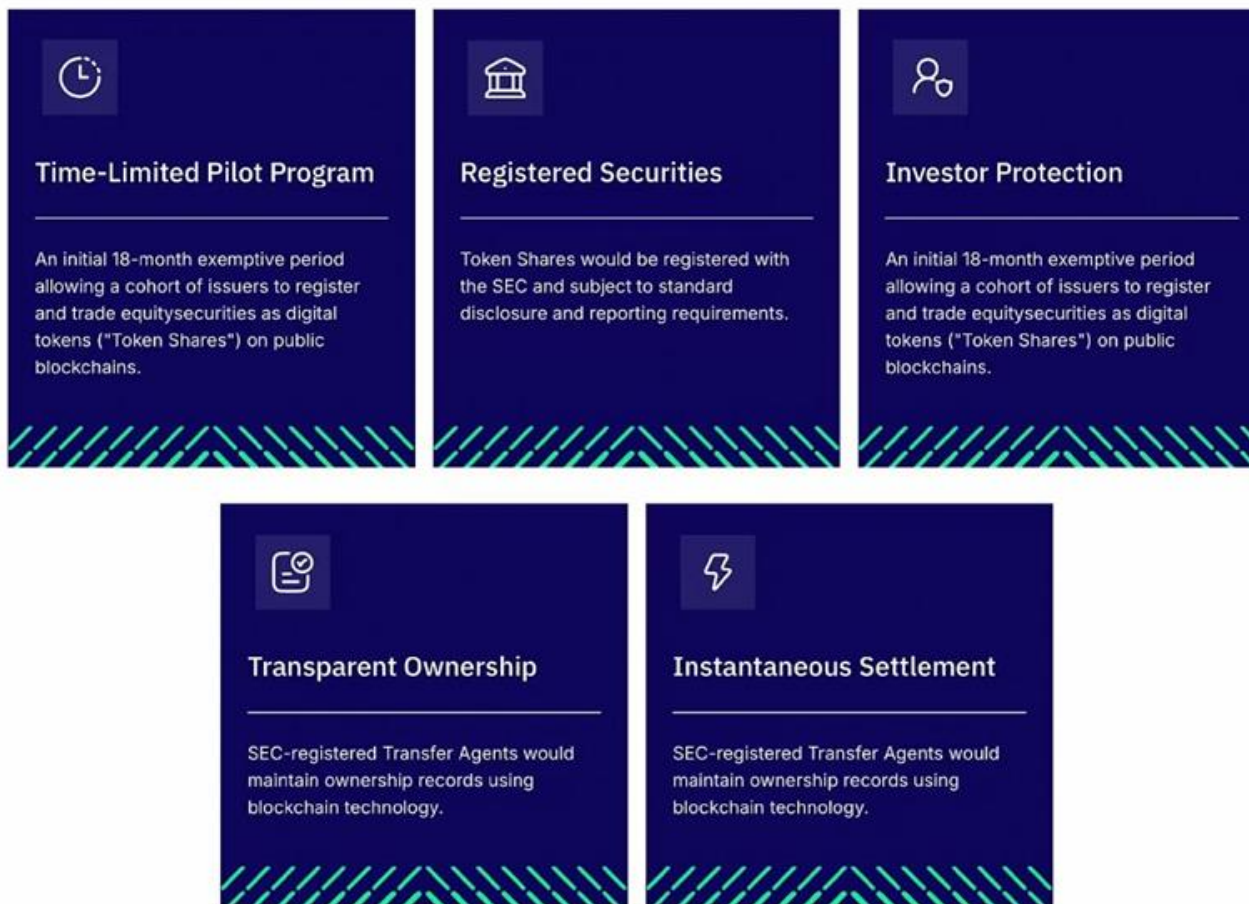 Time-Limited Pilot Program
An initial 18-month exemptive period
allowing a cohort of issuers to register
and trade equitysecurities as digital
tokens ("Token Shares") on public
blockchains.
Registered Securities
Token Shares would be registered with
the SEC and subject to standard
disclosure and reporting requirements.
Investor Protection
An initial 18-month exemptive period
allowing a cohort of issuers to register
and trade equitysecurities as digital
tokens ("Token Shares") on public
blockchains.
Transparent Ownership
SEC-registered Transfer Agents would
maintain ownership records using
blockchain technology.
Instantaneous Settlement
SEC-registered Transfer Agents would
maintain ownership records using
blockchain technology.